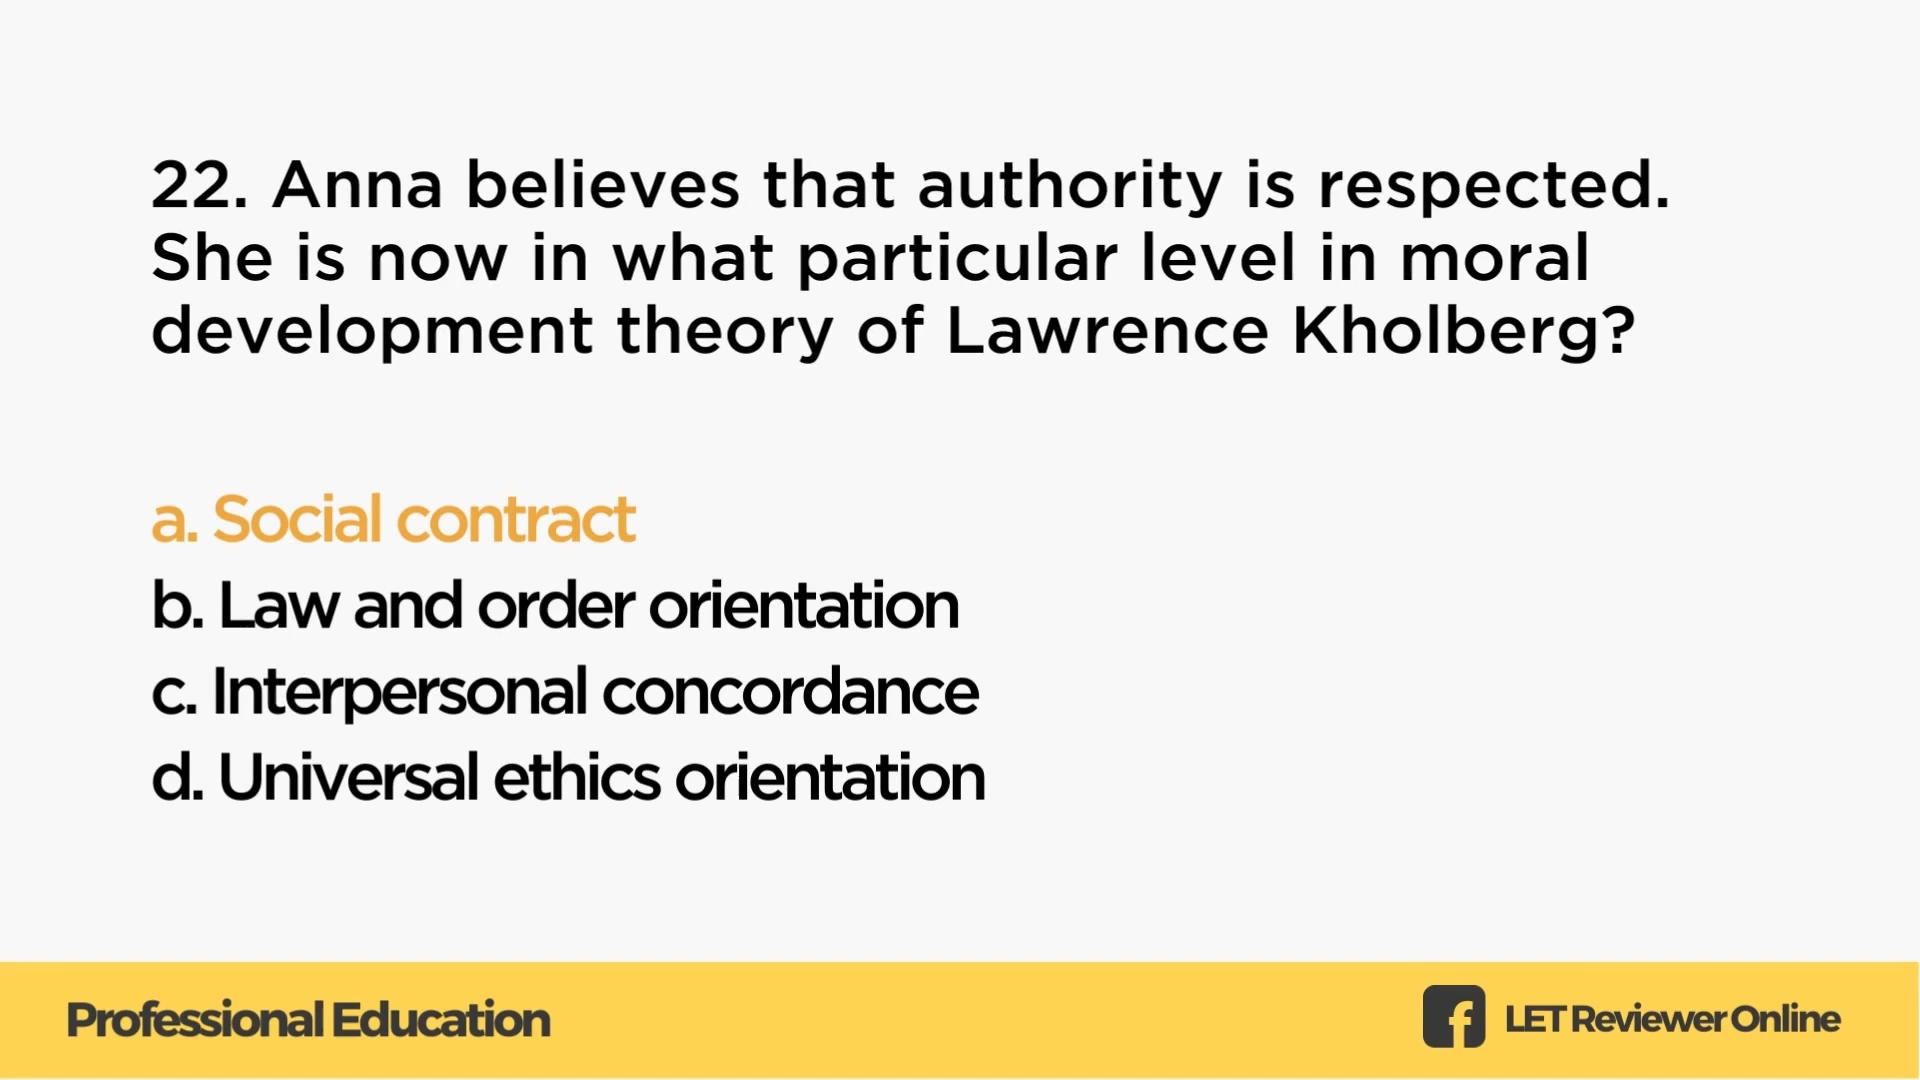 22. Anna believes that authority is respected.
She is now in what particular level in moral
development theory of Lawrence Kholberg?
a. Social contract
b. Law and order orientation
c. Interpersonal concordance
d. Universal ethics orientation
Professional Education
LET Reviewer Online